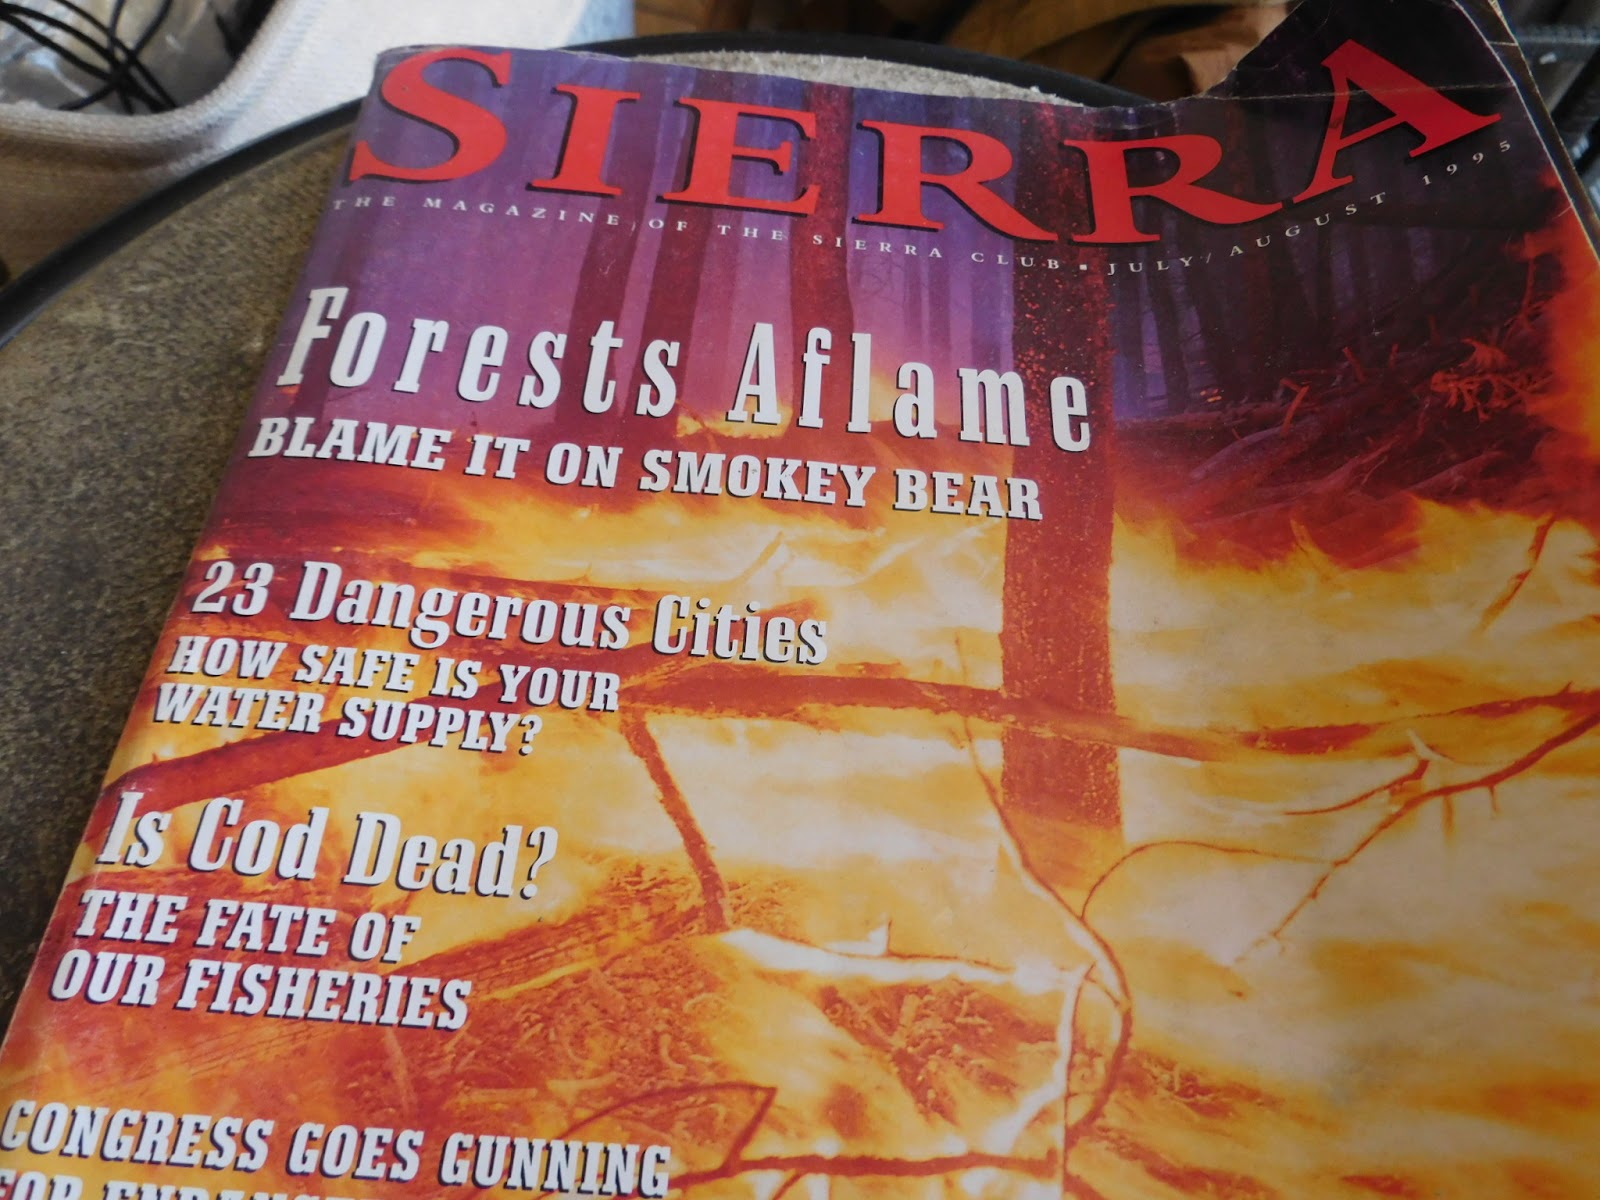 SIERRA
THE MAGAZINE OF THE SIERRA CLUB ▪ JULY/AUGUST 1995
Forests Aflame
BLAME IT ON SMOKEY BEAR
23 Dangerous Cities
HOW SAFE IS YOUR
WATER SUPPLY?
Is Cod Dead?
THE FATE OF
OUR FISHERIES
CONGRESS GOES GUNNING
FOR